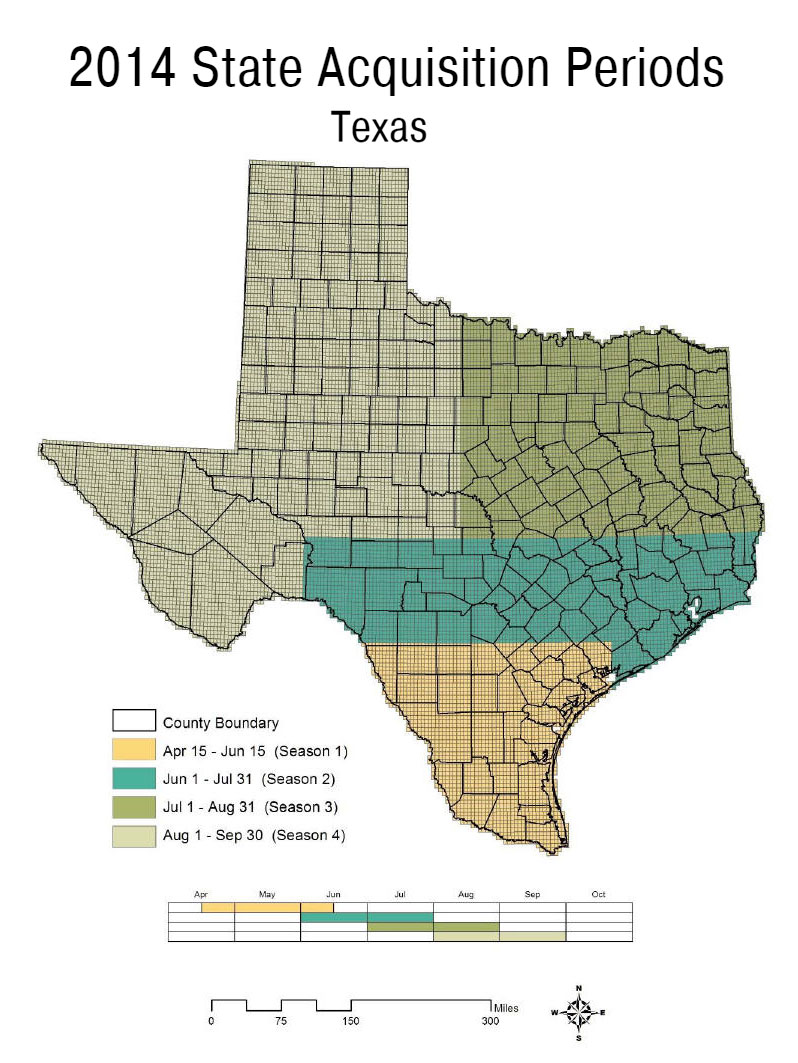 2014 State Acquisition Periods
Texas
County Boundary
Apr 15 - Jun 15 (Season 1)
Jun 1 - Jul 31 (Season 2)
Jul 1 - Aug 31 (Season 3)
Aug 1 - Sep 30 (Season 4)
Apr May Jun Jul Aug Sep Oct
Miles
0 75 150 300
N
W E
S